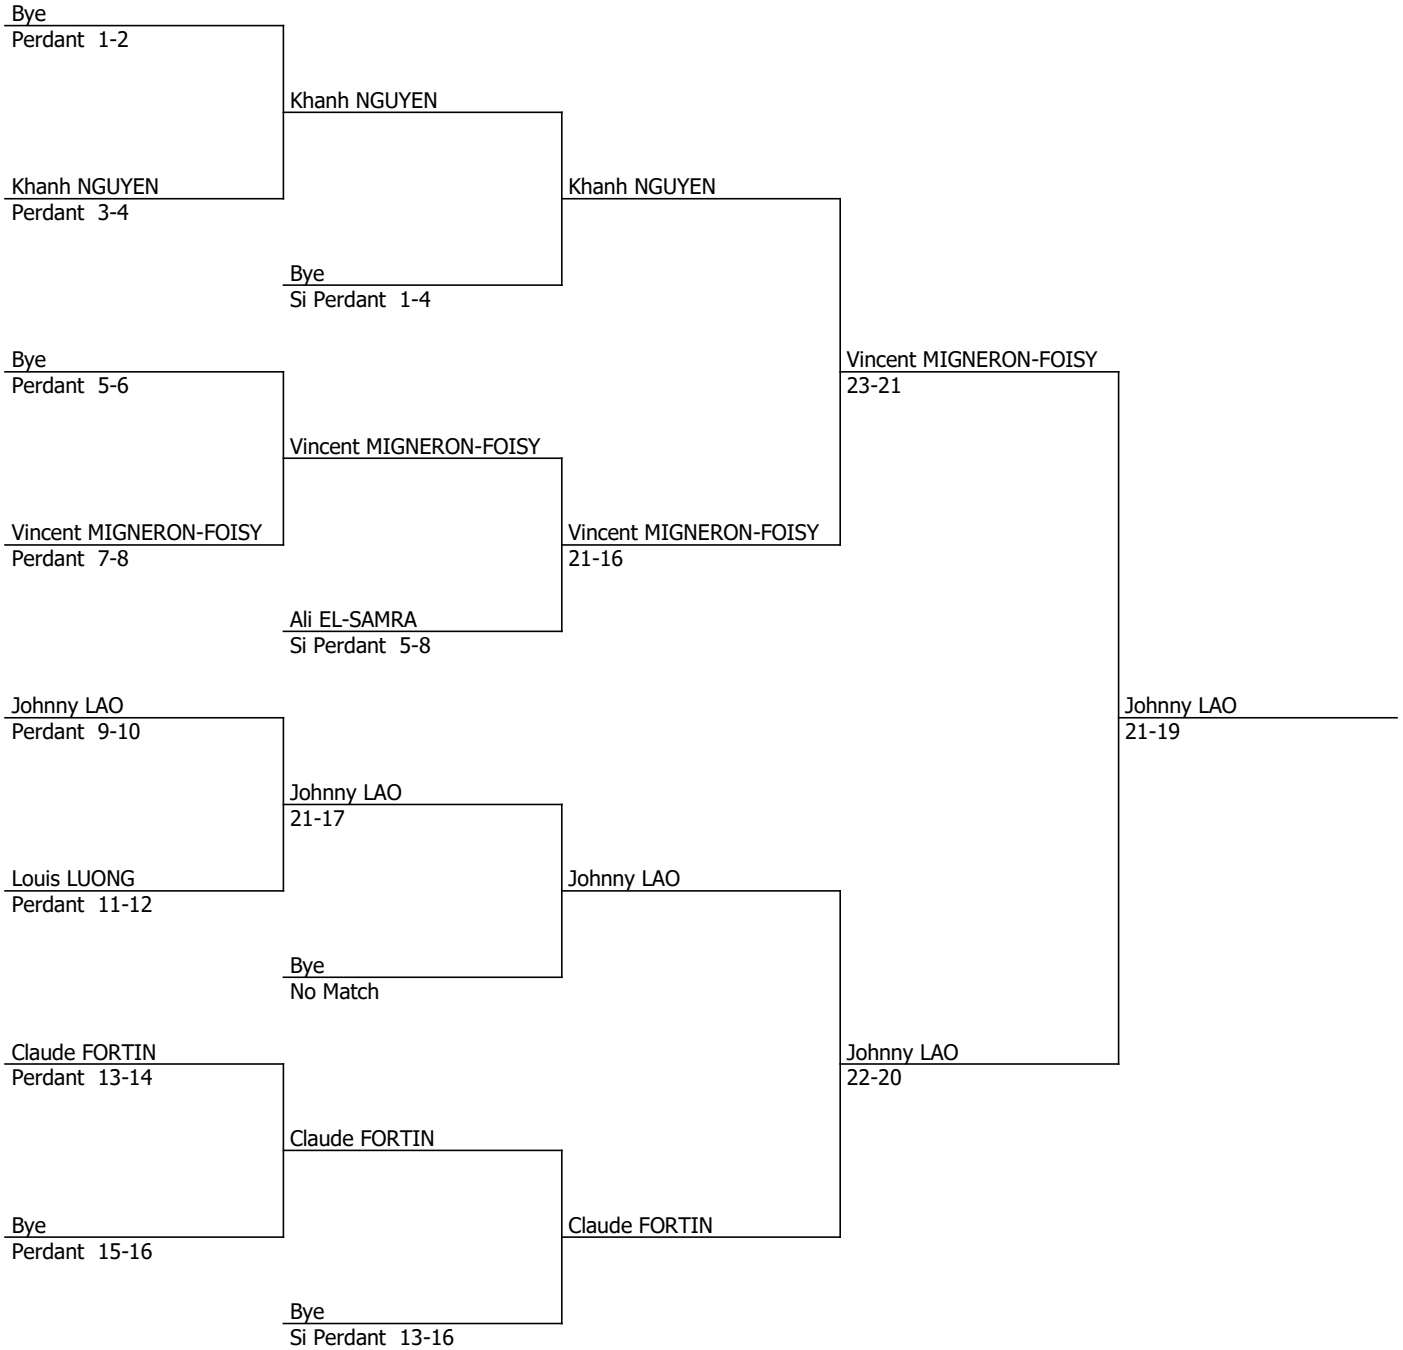 Bye
Perdant 1-2
Khanh NGUYEN
Khanh NGUYEN
Perdant 3-4
Khanh NGUYEN
Bye
Si Perdant 1-4
Bye
Perdant 5-6
Vincent MIGNERON-FOISY
23-21
Vincent MIGNERON-FOISY
Vincent MIGNERON-FOISY
Perdant 7-8
Vincent MIGNERON-FOISY
21-16
Ali EL-SAMRA
Si Perdant 5-8
Johnny LAO
Perdant 9-10
Johnny LAO
21-19
Johnny LAO
21-17
Louis LUONG
Perdant 11-12
Johnny LAO
Bye
No Match
Claude FORTIN
Perdant 13-14
Johnny LAO
22-20
Claude FORTIN
Bye
Perdant 15-16
Claude FORTIN
Bye
Si Perdant 13-16